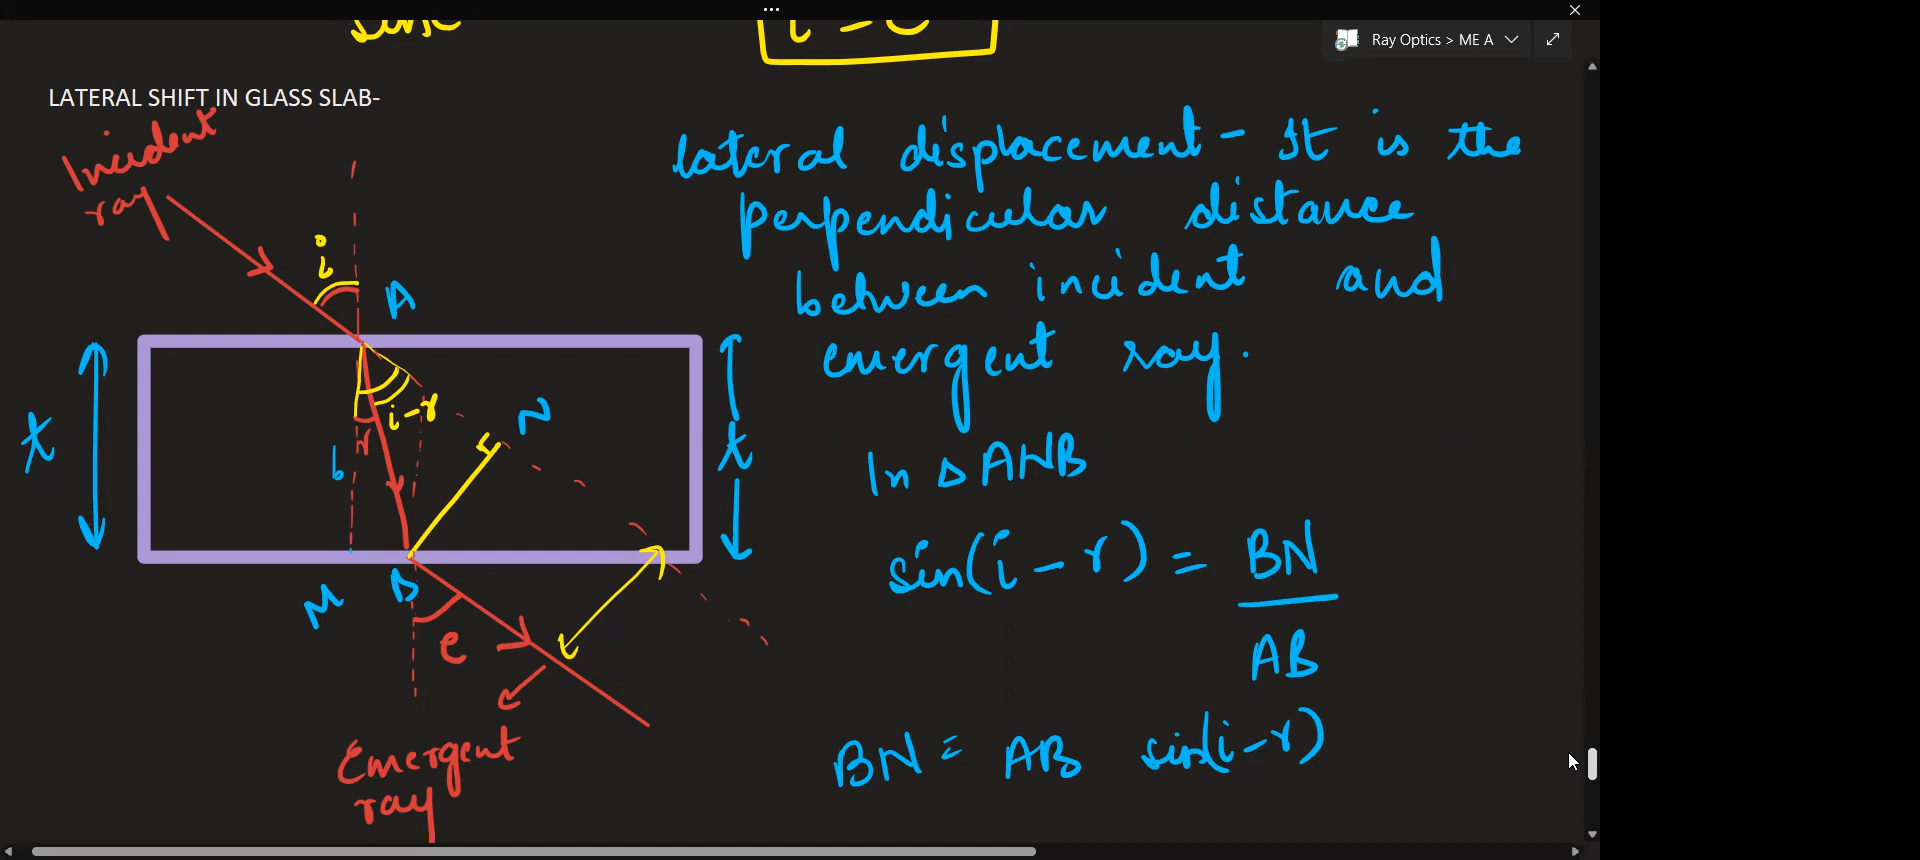 Ray Optics > ME A
LATERAL SHIFT IN GLASS SLAB-
Incident
ray
i
A
t
i-r
r
N
t
M
B
e
Emergent
ray
lateral displacement - It is the
perpendicular distance
between incident and
emergent ray.
In Δ ANB
sin(i-r) = BN
AB
BN = AB sin(i-r)